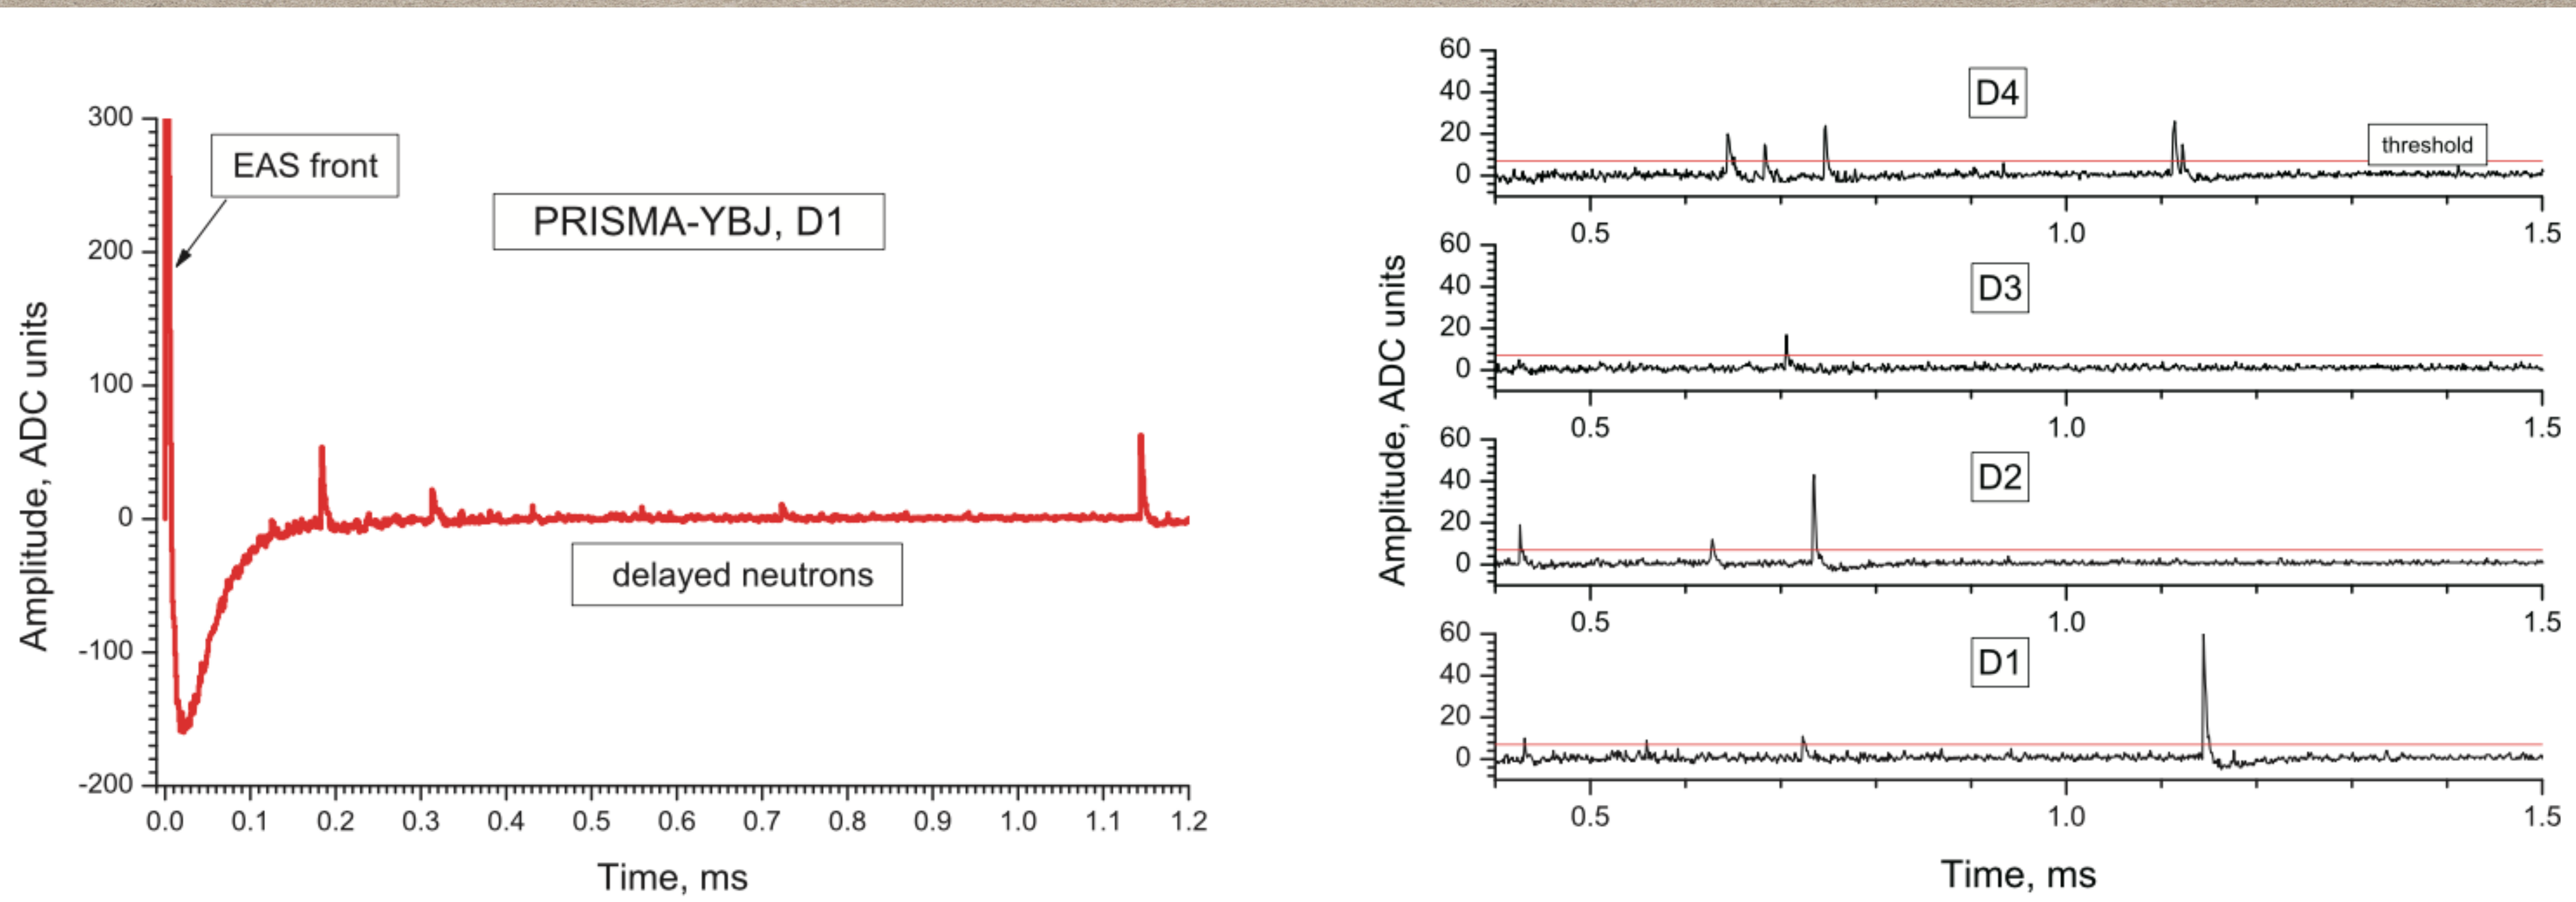 300
200
100
0
-100
-200
Amplitude, ADC units
EAS front
PRISMA-YBJ, D1
delayed neutrons
0.0 0.1 0.2 0.3 0.4 0.5 0.6 0.7 0.8 0.9 1.0 1.1 1.2
Time, ms
Amplitude, ADC units
60
40
20
0
D4
threshold
0.5 1.0 1.5
60
40
20
0
D3
0.5 1.0 1.5
60
40
20
0
D2
0.5 1.0 1.5
60
40
20
0
D1
0.5 1.0 1.5
Time, ms